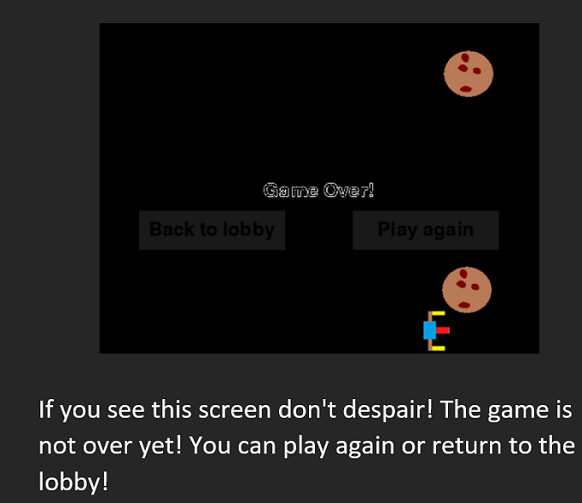 Game Over!
Back to lobby Play again
If you see this screen don't despair! The game is
not over yet! You can play again or return to the
lobby!